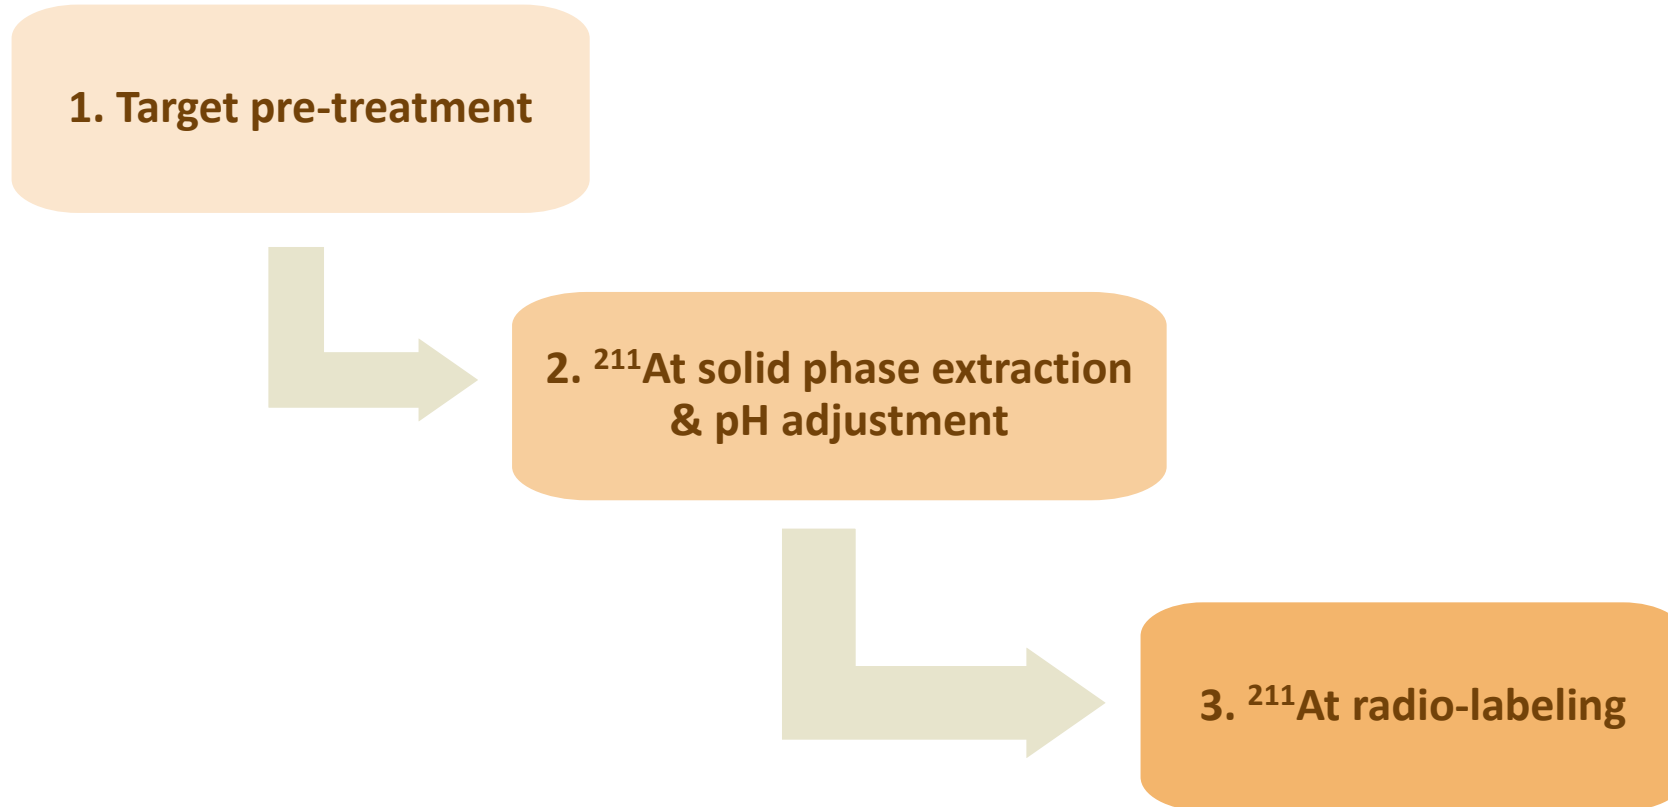 1. Target pre-treatment
2. ²¹¹At solid phase extraction
& pH adjustment
3. ²¹¹At radio-labeling